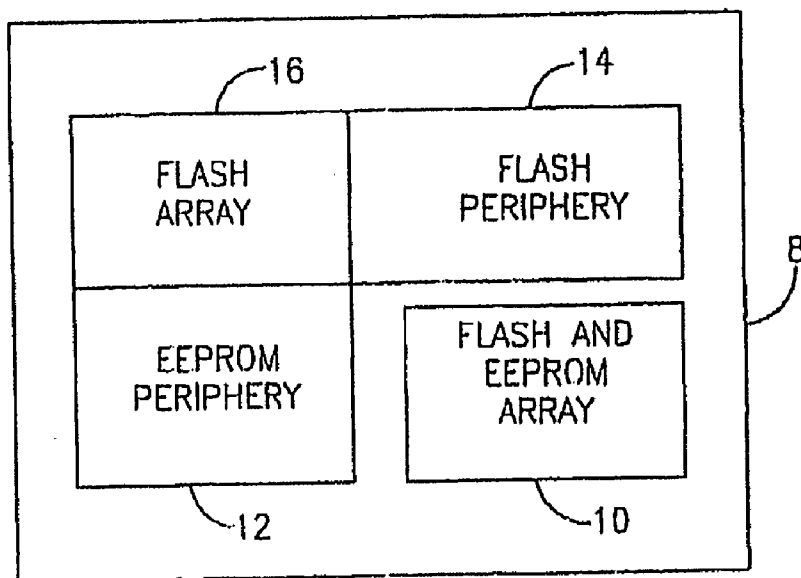 16
14
FLASH
ARRAY
FLASH
PERIPHERY
8
EEPROM
PERIPHERY
FLASH AND
EEPROM
ARRAY
12
10